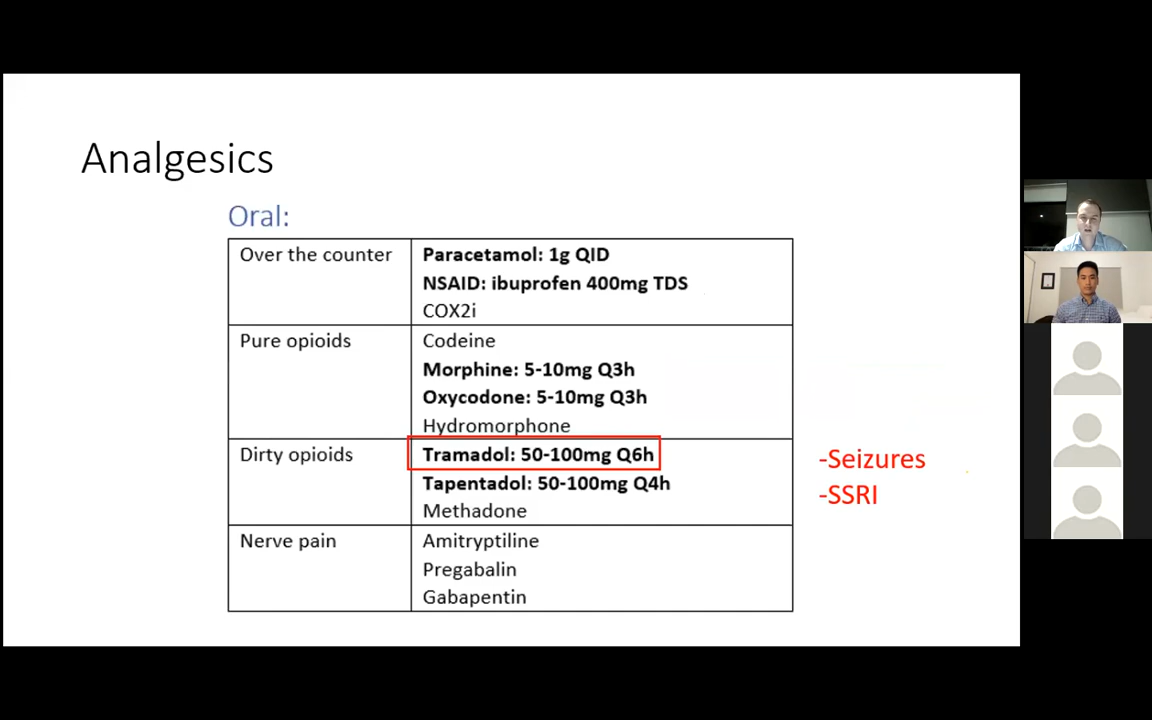 Analgesics
Oral:
Over the counter
Paracetamol: 1g QID
NSAID: ibuprofen 400mg TDS
COX2i
Pure opioids
Codeine
Morphine: 5-10mg Q3h
Oxycodone: 5-10mg Q3h
Hydromorphone
Dirty opioids
Tramadol: 50-100mg Q6h
Tapentadol: 50-100mg Q4h
Methadone
-Seizures
-SSRI
Nerve pain
Amitryptiline
Pregabalin
Gabapentin